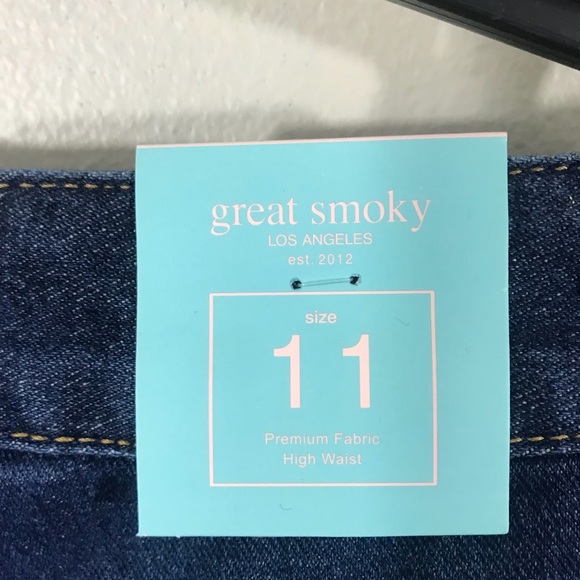 great smoky
LOS ANGELES
est. 2012
size
11
Premium Fabric
High Waist